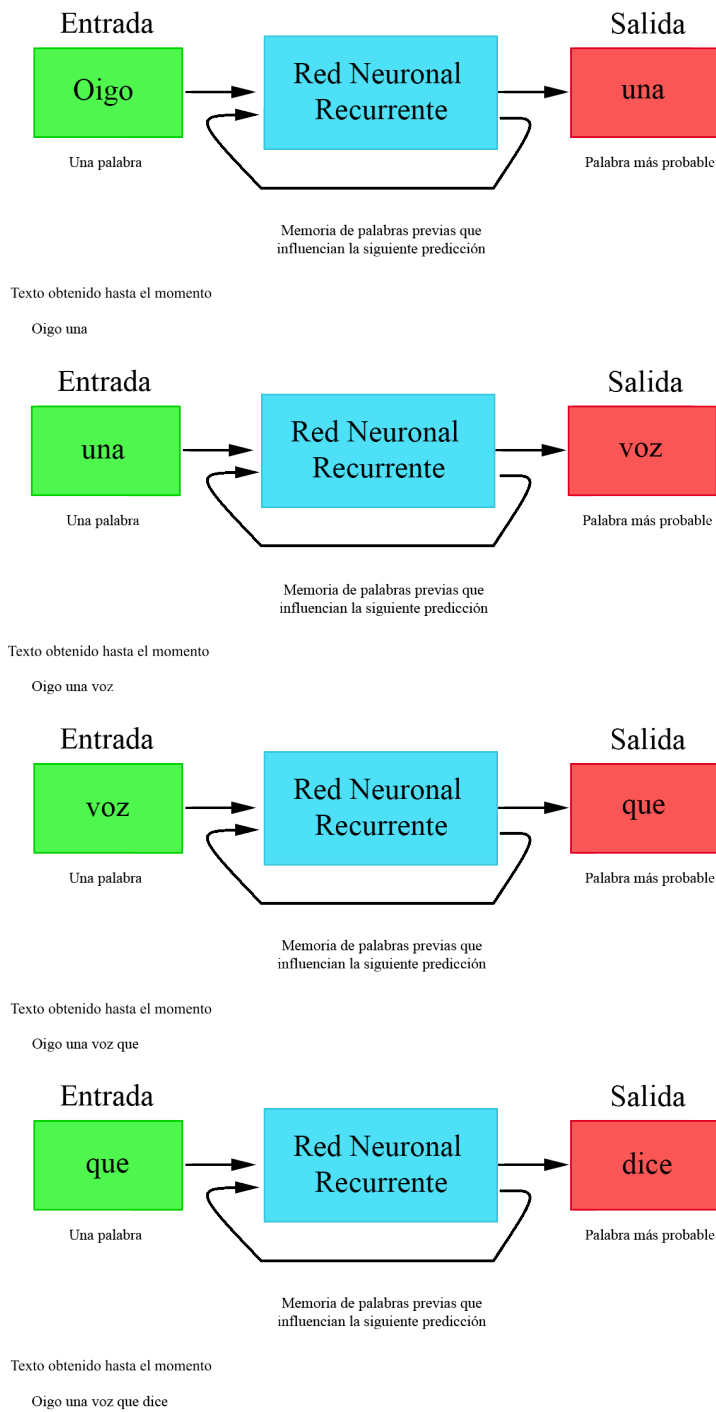 Entrada
Salida
Oigo
Red Neuronal
Recurrente
una
Una palabra
Palabra más probable
Memoria de palabras previas que
influencian la siguiente predicción
Texto obtenido hasta el momento
Oigo una
Entrada
Salida
una
Red Neuronal
Recurrente
voz
Una palabra
Palabra más probable
Memoria de palabras previas que
influencian la siguiente predicción
Texto obtenido hasta el momento
Oigo una voz
Entrada
Salida
voz
Red Neuronal
Recurrente
que
Una palabra
Palabra más probable
Memoria de palabras previas que
influencian la siguiente predicción
Texto obtenido hasta el momento
Oigo una voz que
Entrada
Salida
que
Red Neuronal
Recurrente
dice
Una palabra
Palabra más probable
Memoria de palabras previas que
influencian la siguiente predicción
Texto obtenido hasta el momento
Oigo una voz que dice